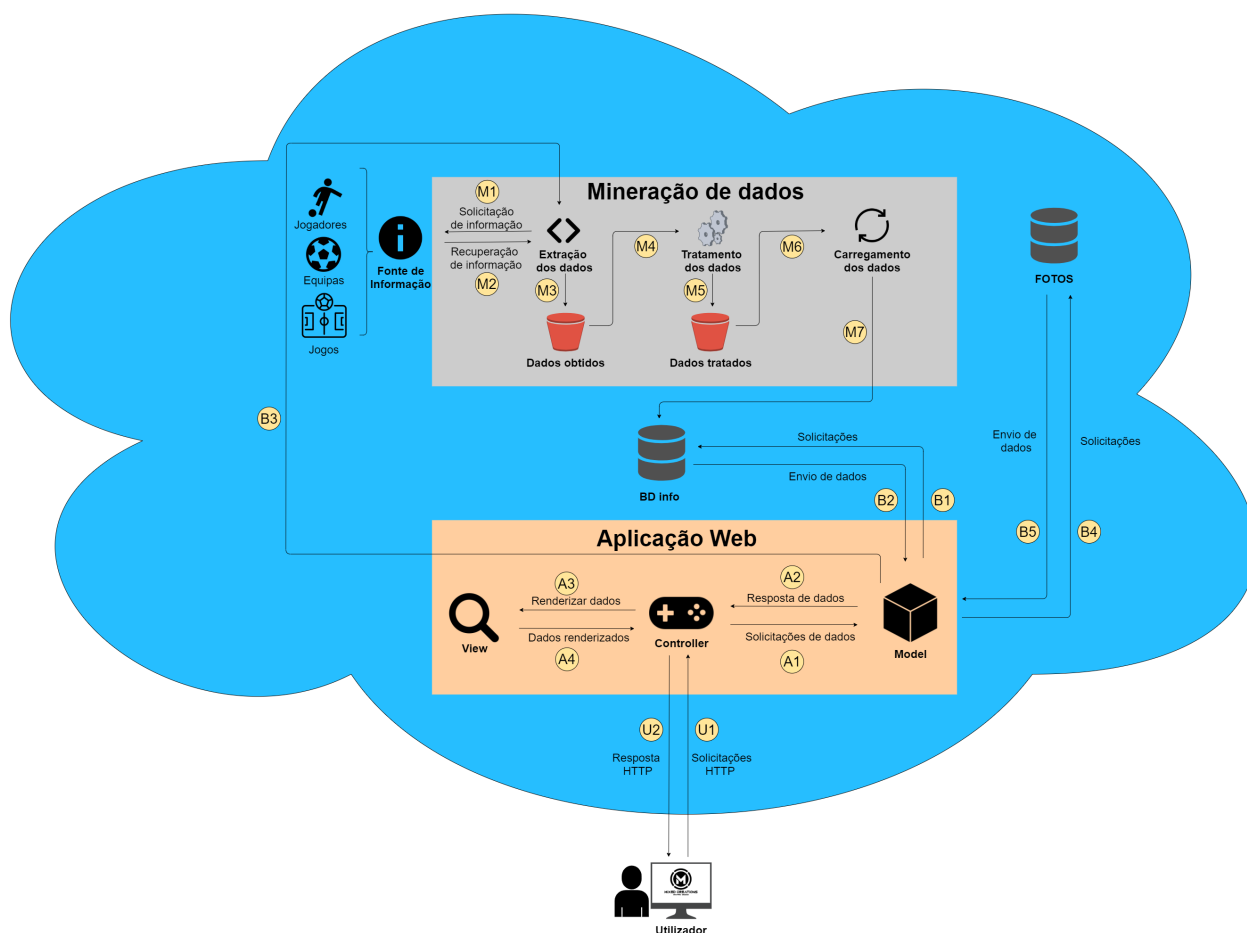 Mineração de dados
M1
Solicitação
de informação
Recuperação
de informação
M2
Jogadores
Equipas
Jogos
Fonte de
Informação
Extração
dos dados
M3
Dados obtidos
M4
Tratamento
dos dados
M5
Dados tratados
M6
Carregamento
dos dados
M7
FOTOS
B3
Solicitações
Envio de dados
BD info
B2
B1
Envio de
dados
Solicitações
B5
B4
Aplicação Web
A3
Renderizar dados
Dados renderizados
A4
View
Controller
A2
Resposta de dados
Solicitações de dados
A1
Model
U2
U1
Resposta
HTTP
Solicitações
HTTP
Utilizador